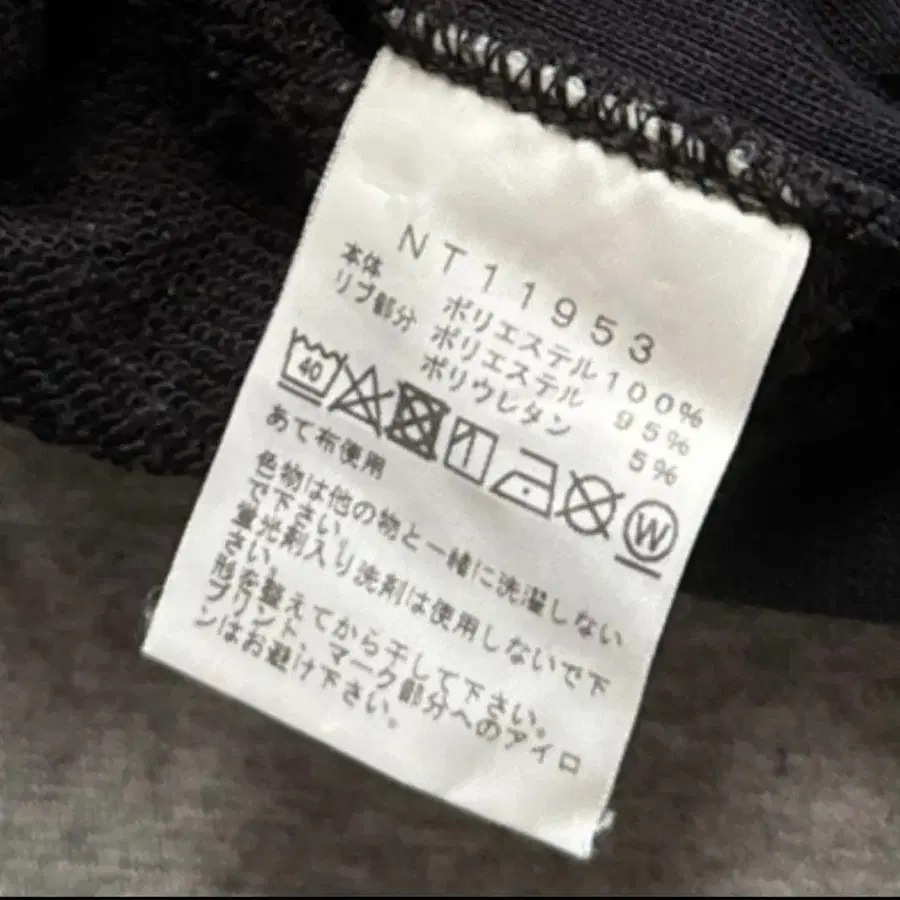 NT11953
本体 ポリエステル 100%
リブ部分 ポリエステル 95%
ポリウレタン 5%
40
W
あて布使用
色物は他の物と一緒に洗濯しない
で下さい。
蛍光剤入り洗剤は使用しないで下
さい。
形を整えてから干して下さい。
プリント、マーク部分へのアイロ
ンはお避け下さい。